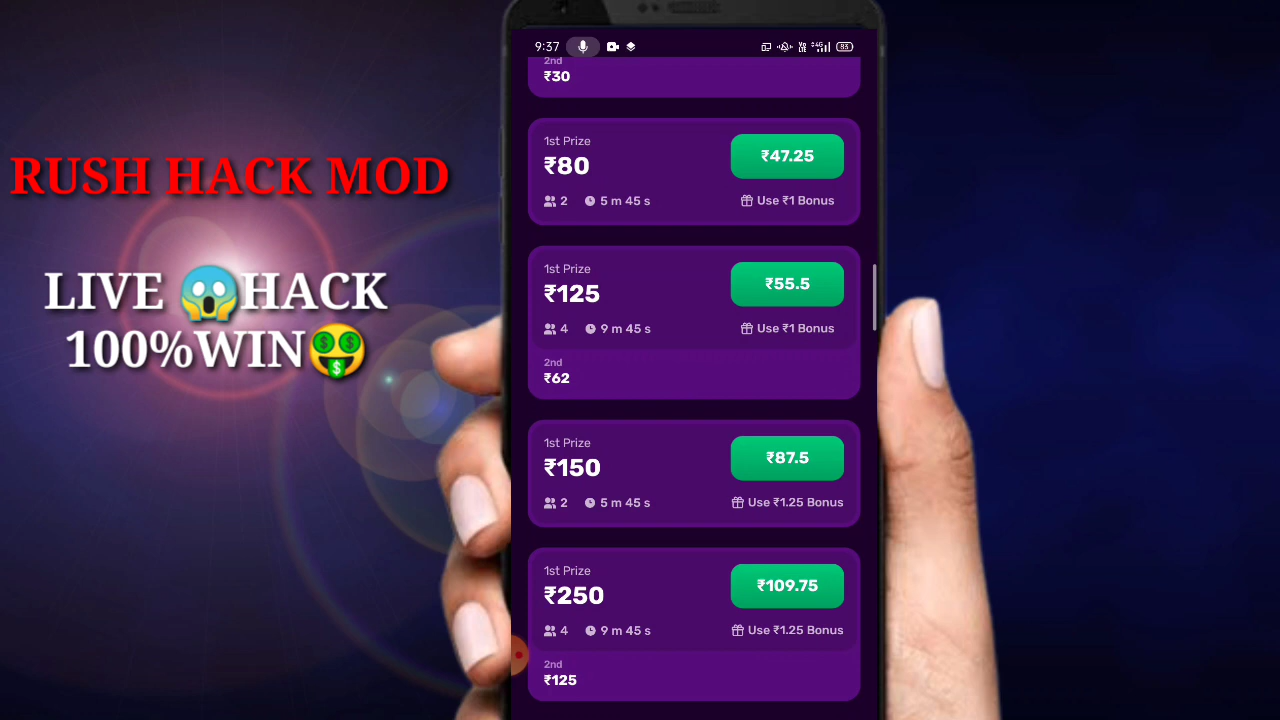 RUSH HACK MOD
LIVE 😱HACK
100%WIN🤑
9:37
83
2nd
₹30
1st Prize
₹80
₹47.25
2
5 m 45 s
Use ₹1 Bonus
1st Prize
₹125
₹55.5
4
9 m 45 s
Use ₹1 Bonus
2nd
₹62
1st Prize
₹150
₹87.5
2
5 m 45 s
Use ₹1.25 Bonus
1st Prize
₹250
₹109.75
4
9 m 45 s
Use ₹1.25 Bonus
2nd
₹125